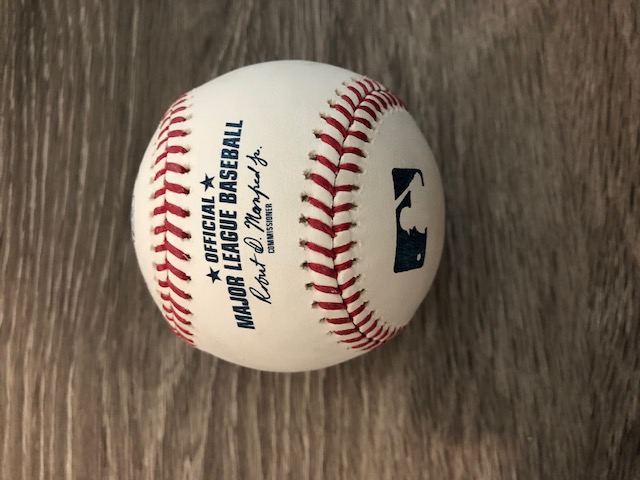 ★ OFFICIAL ★
MAJOR LEAGUE BASEBALL
Robert D. Manfred Jr.
COMMISSIONER